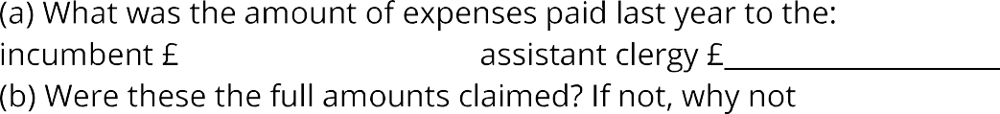 (a) What was the amount of expenses paid last year to the:
incumbent £ assistant clergy £____________________
(b) Were these the full amounts claimed? If not, why not